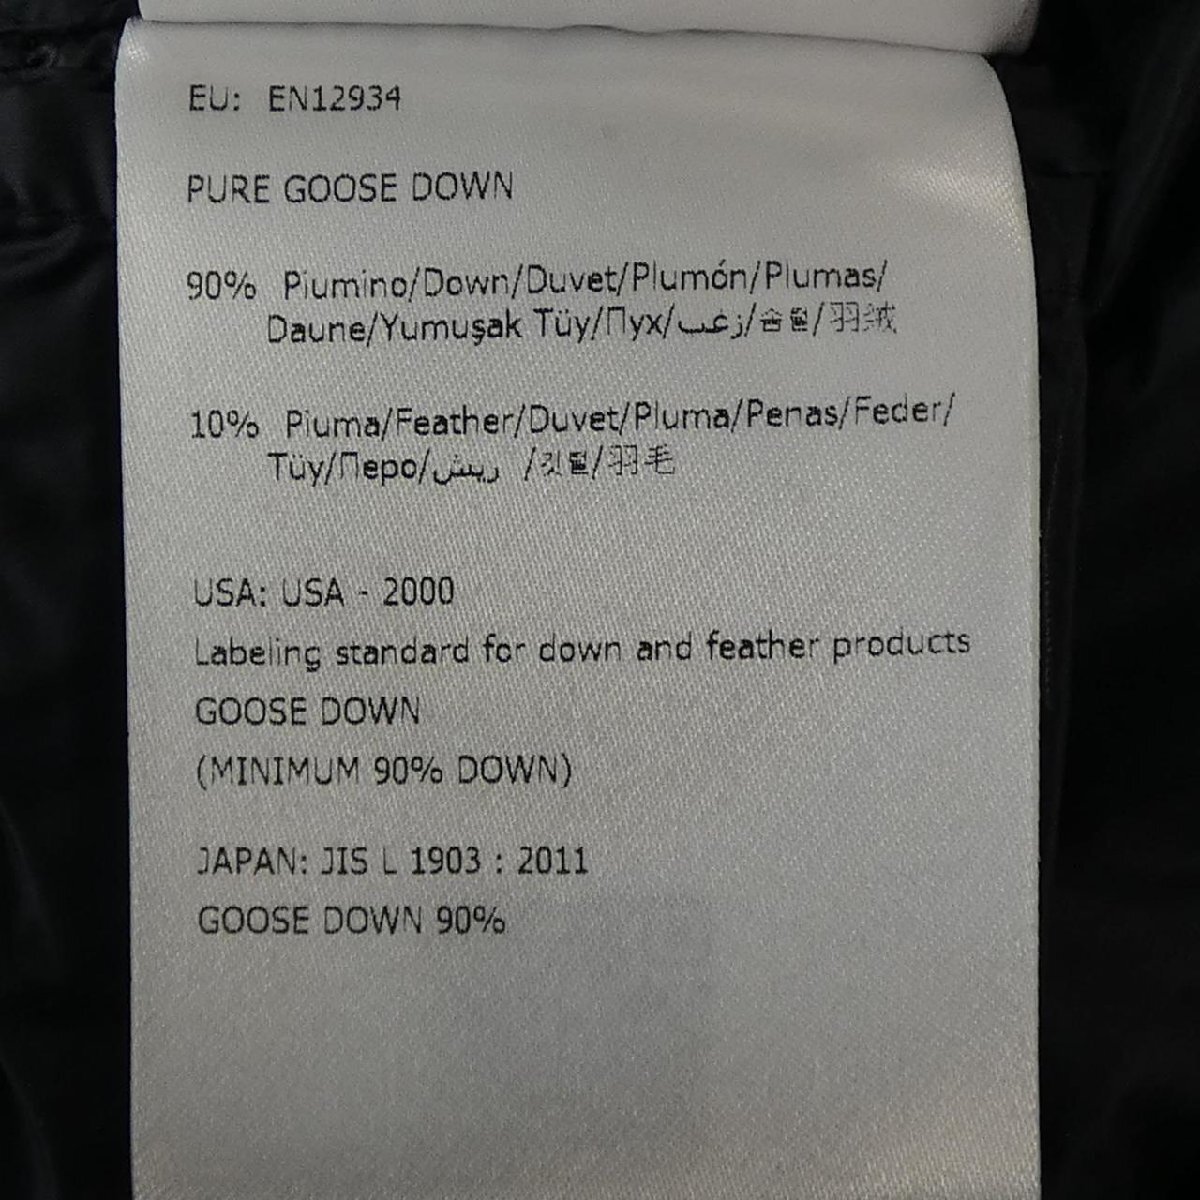 EU: EN12934
PURE GOOSE DOWN
90% Piumino/Down/Duvet/Plumón/Plumas/
Daune/Yumuşak Tüy/Пух/زغب/솜털/羽绒
10% Piuma/Feather/Duvet/Pluma/Penas/Feder/
Tüy/Перо/ريش /깃털/羽毛
USA: USA - 2000
Labeling standard for down and feather products
GOOSE DOWN
(MINIMUM 90% DOWN)
JAPAN: JIS L 1903 : 2011
GOOSE DOWN 90%